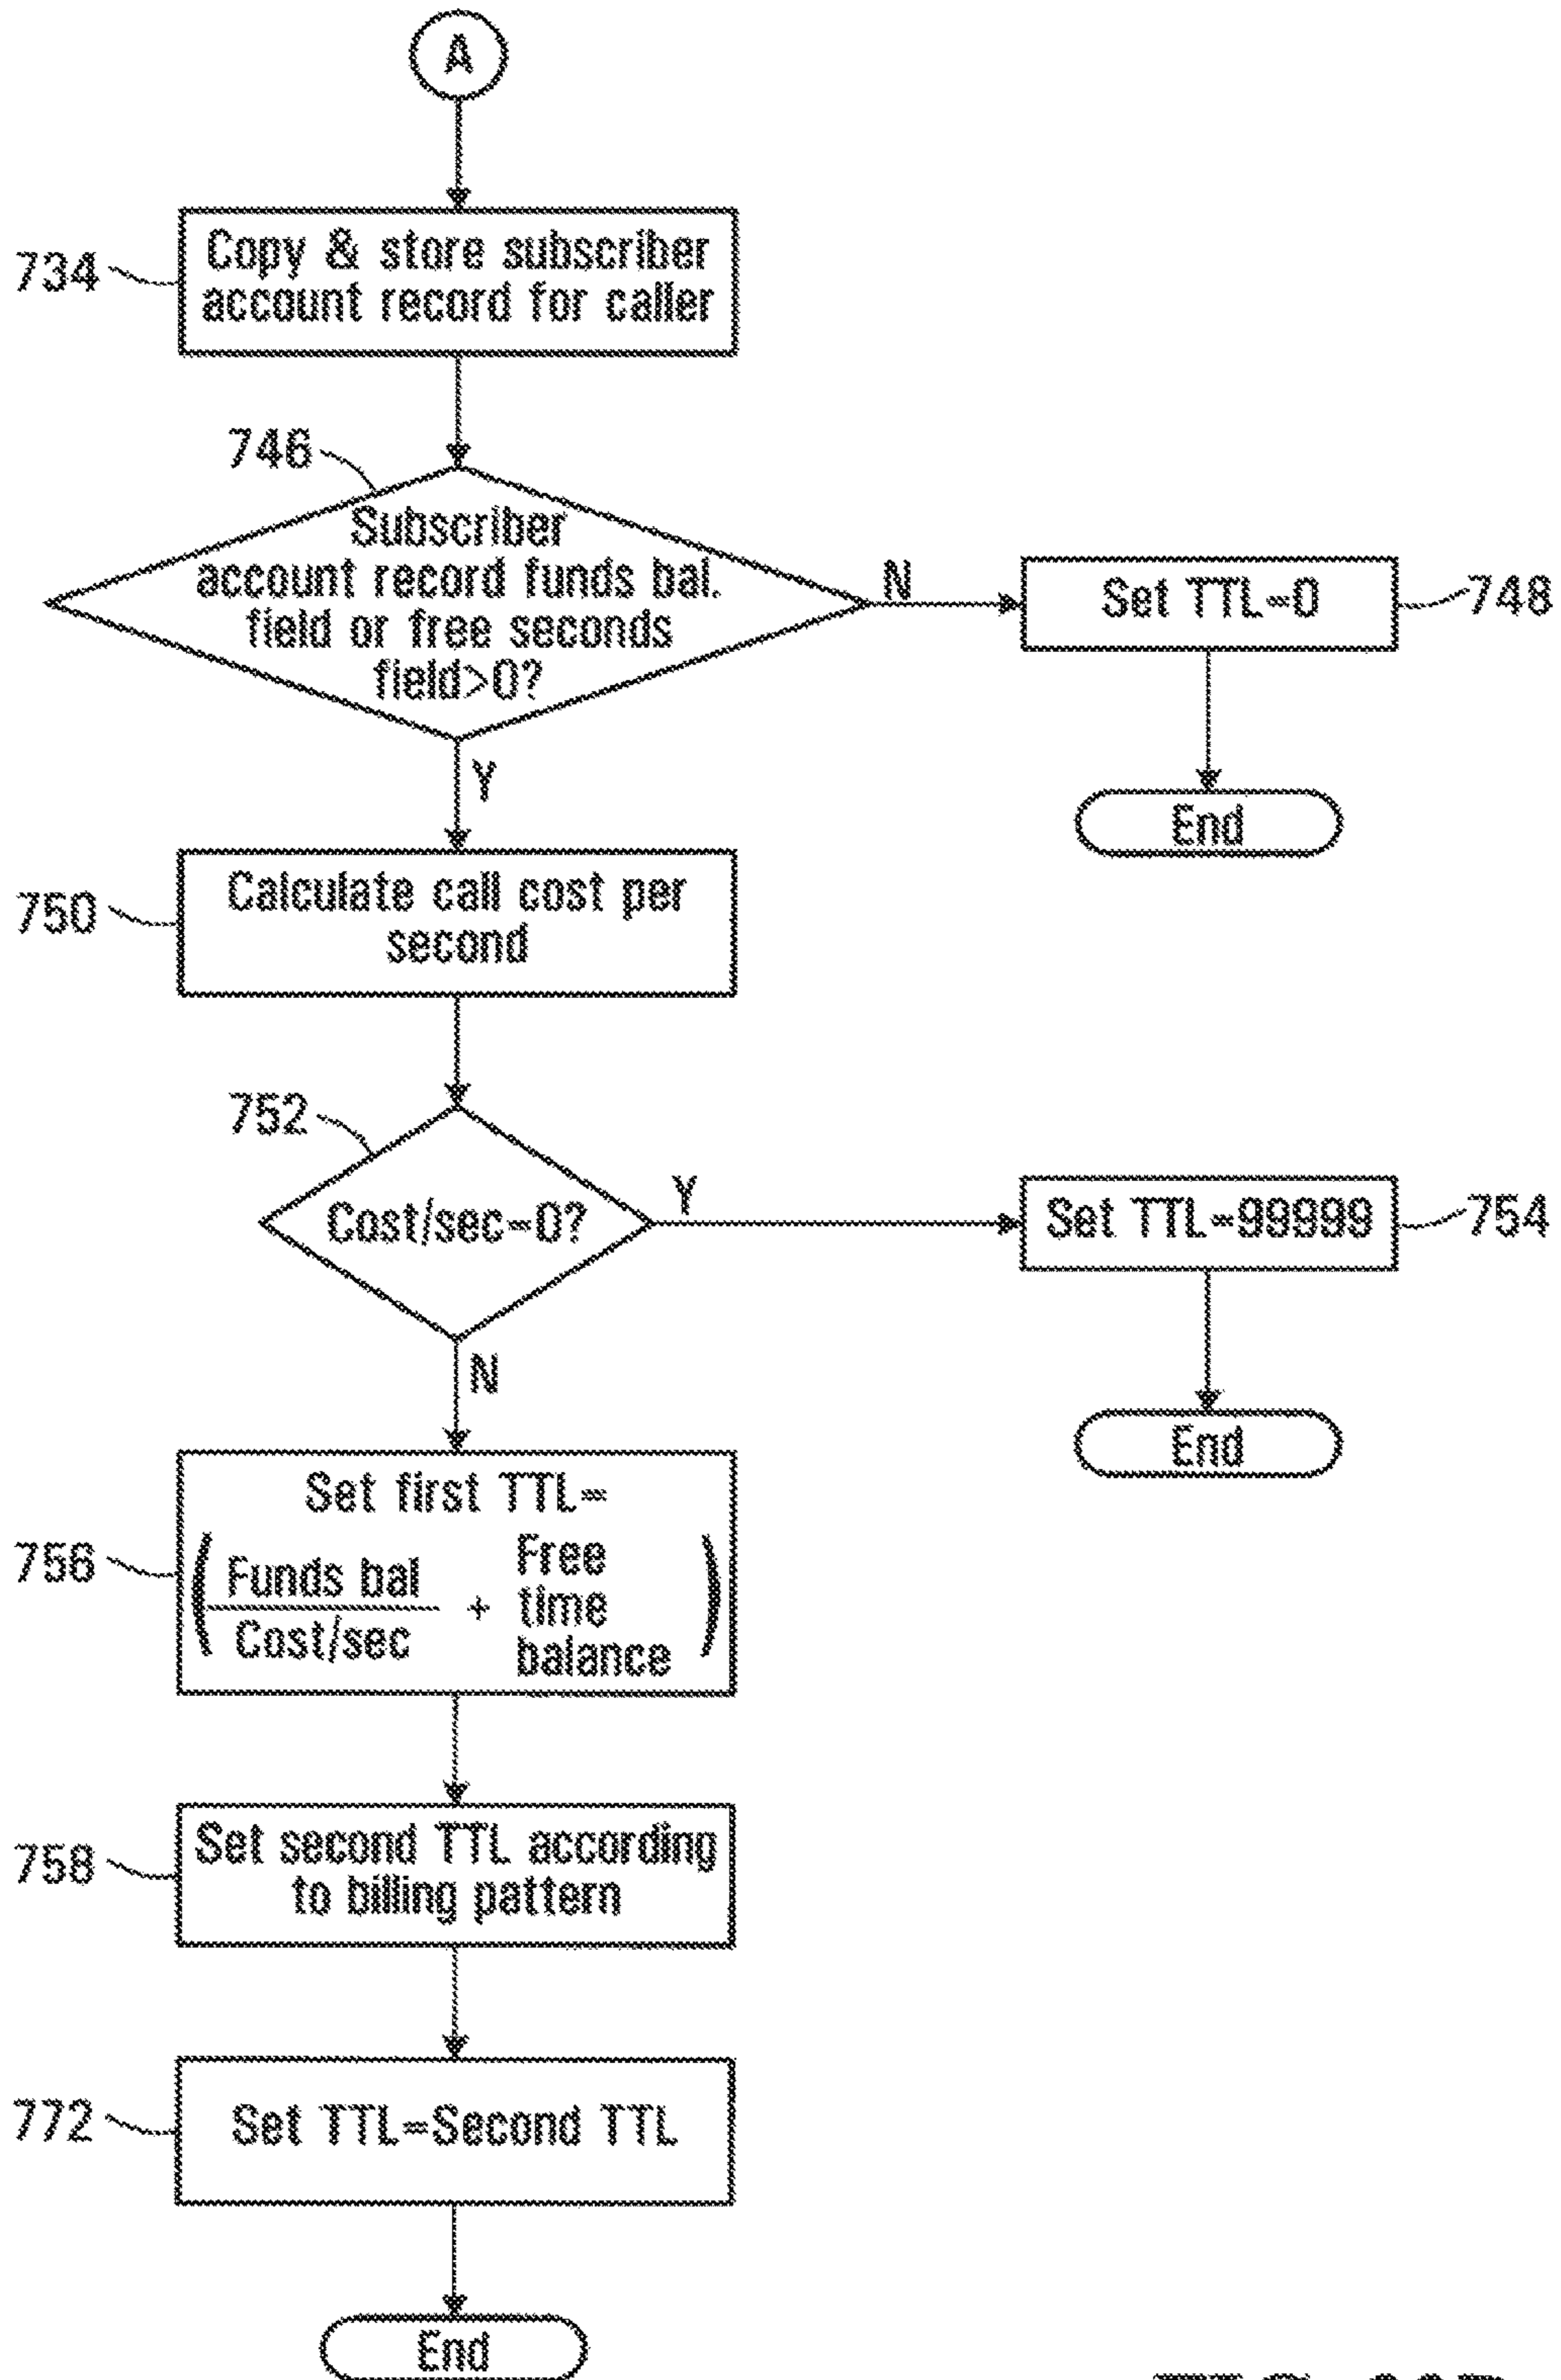 A
734
Copy & store subscriber
account record for caller
746
Subscriber
account record funds bal.
field or free seconds
field>0?
N
Set TTL=0
748
End
Y
750
Calculate call cost per
second
752
Cost/sec=0?
Y
Set TTL=99999
754
End
N
756
Set first TTL=
( Funds bal
Cost/sec
+
Free
time
balance )
758
Set second TTL according
to billing pattern
772
Set TTL=Second TTL
End